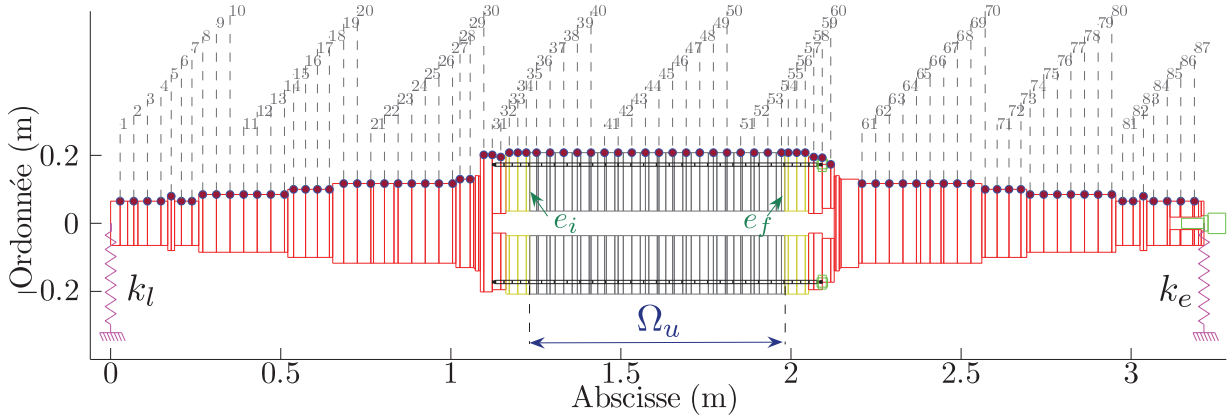 10 20 30 40 50 60 70 80
9 19 29 39 49 59 69 79
8 18 28 38 48 58 68 78
7 17 27 37 47 57 67 77 87
6 16 26 36 46 56 66 76 86
5 15 25 35 45 55 65 75 85
4 14 24 34 44 54 64 74 84
3 13 23 33 43 53 63 73 83
2 12 22 32 42 52 62 72 82
1 11 21 31 41 51 61 71 81
Ordonnée (m)
0.2
0
−0.2
e_i
e_f
k_l
k_e
Ω_u
0 0.5 1 1.5 2 2.5 3
Abscisse (m)